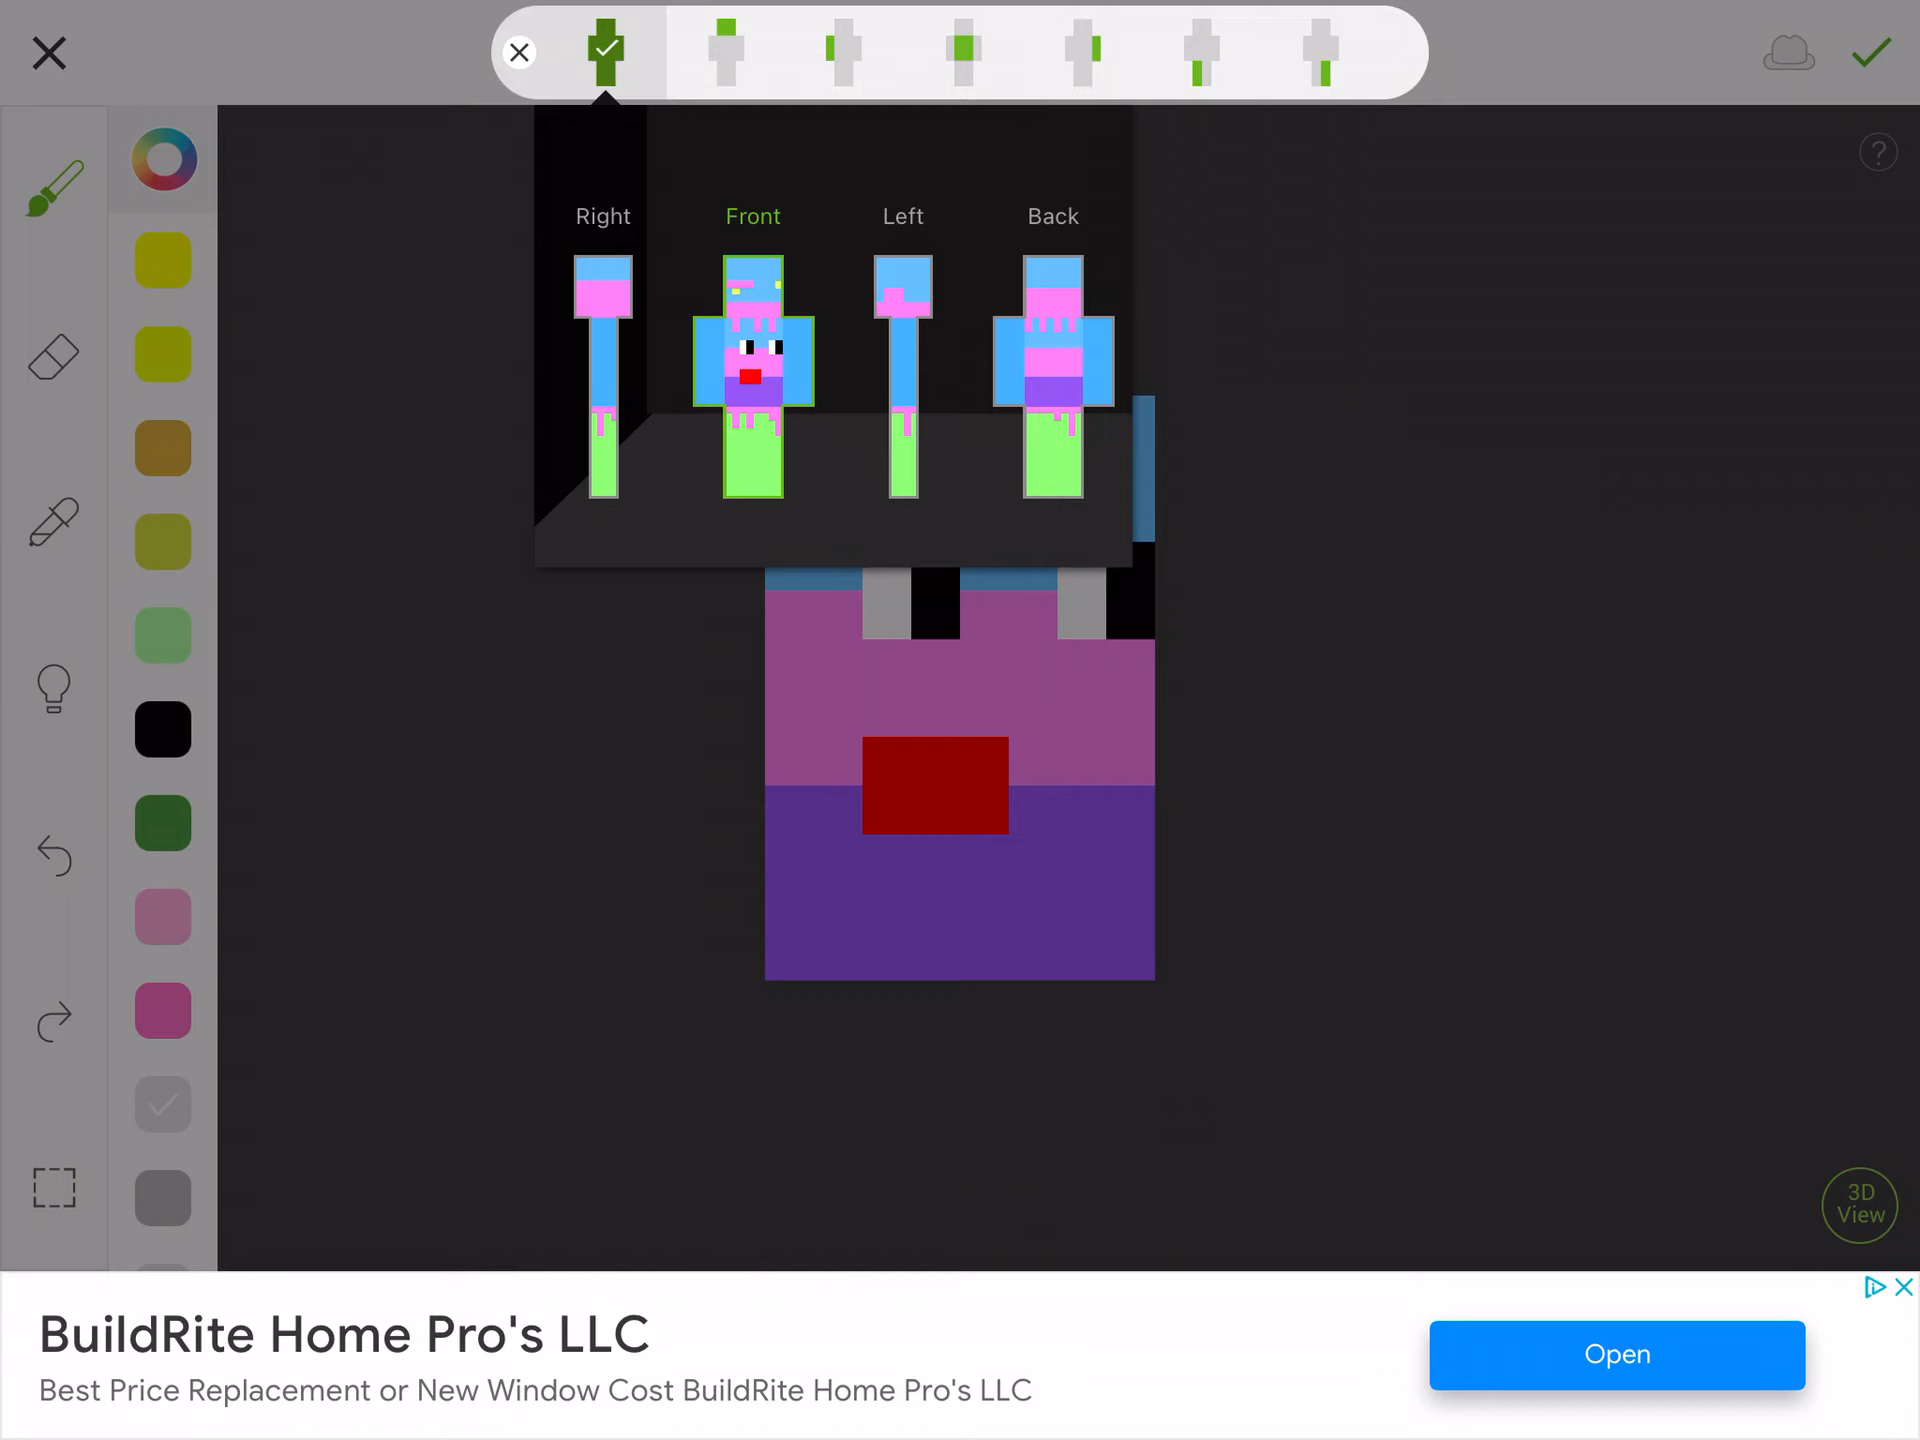 Right Front Left Back
?
3D
View
BuildRite Home Pro's LLC
Best Price Replacement or New Window Cost BuildRite Home Pro's LLC
Open